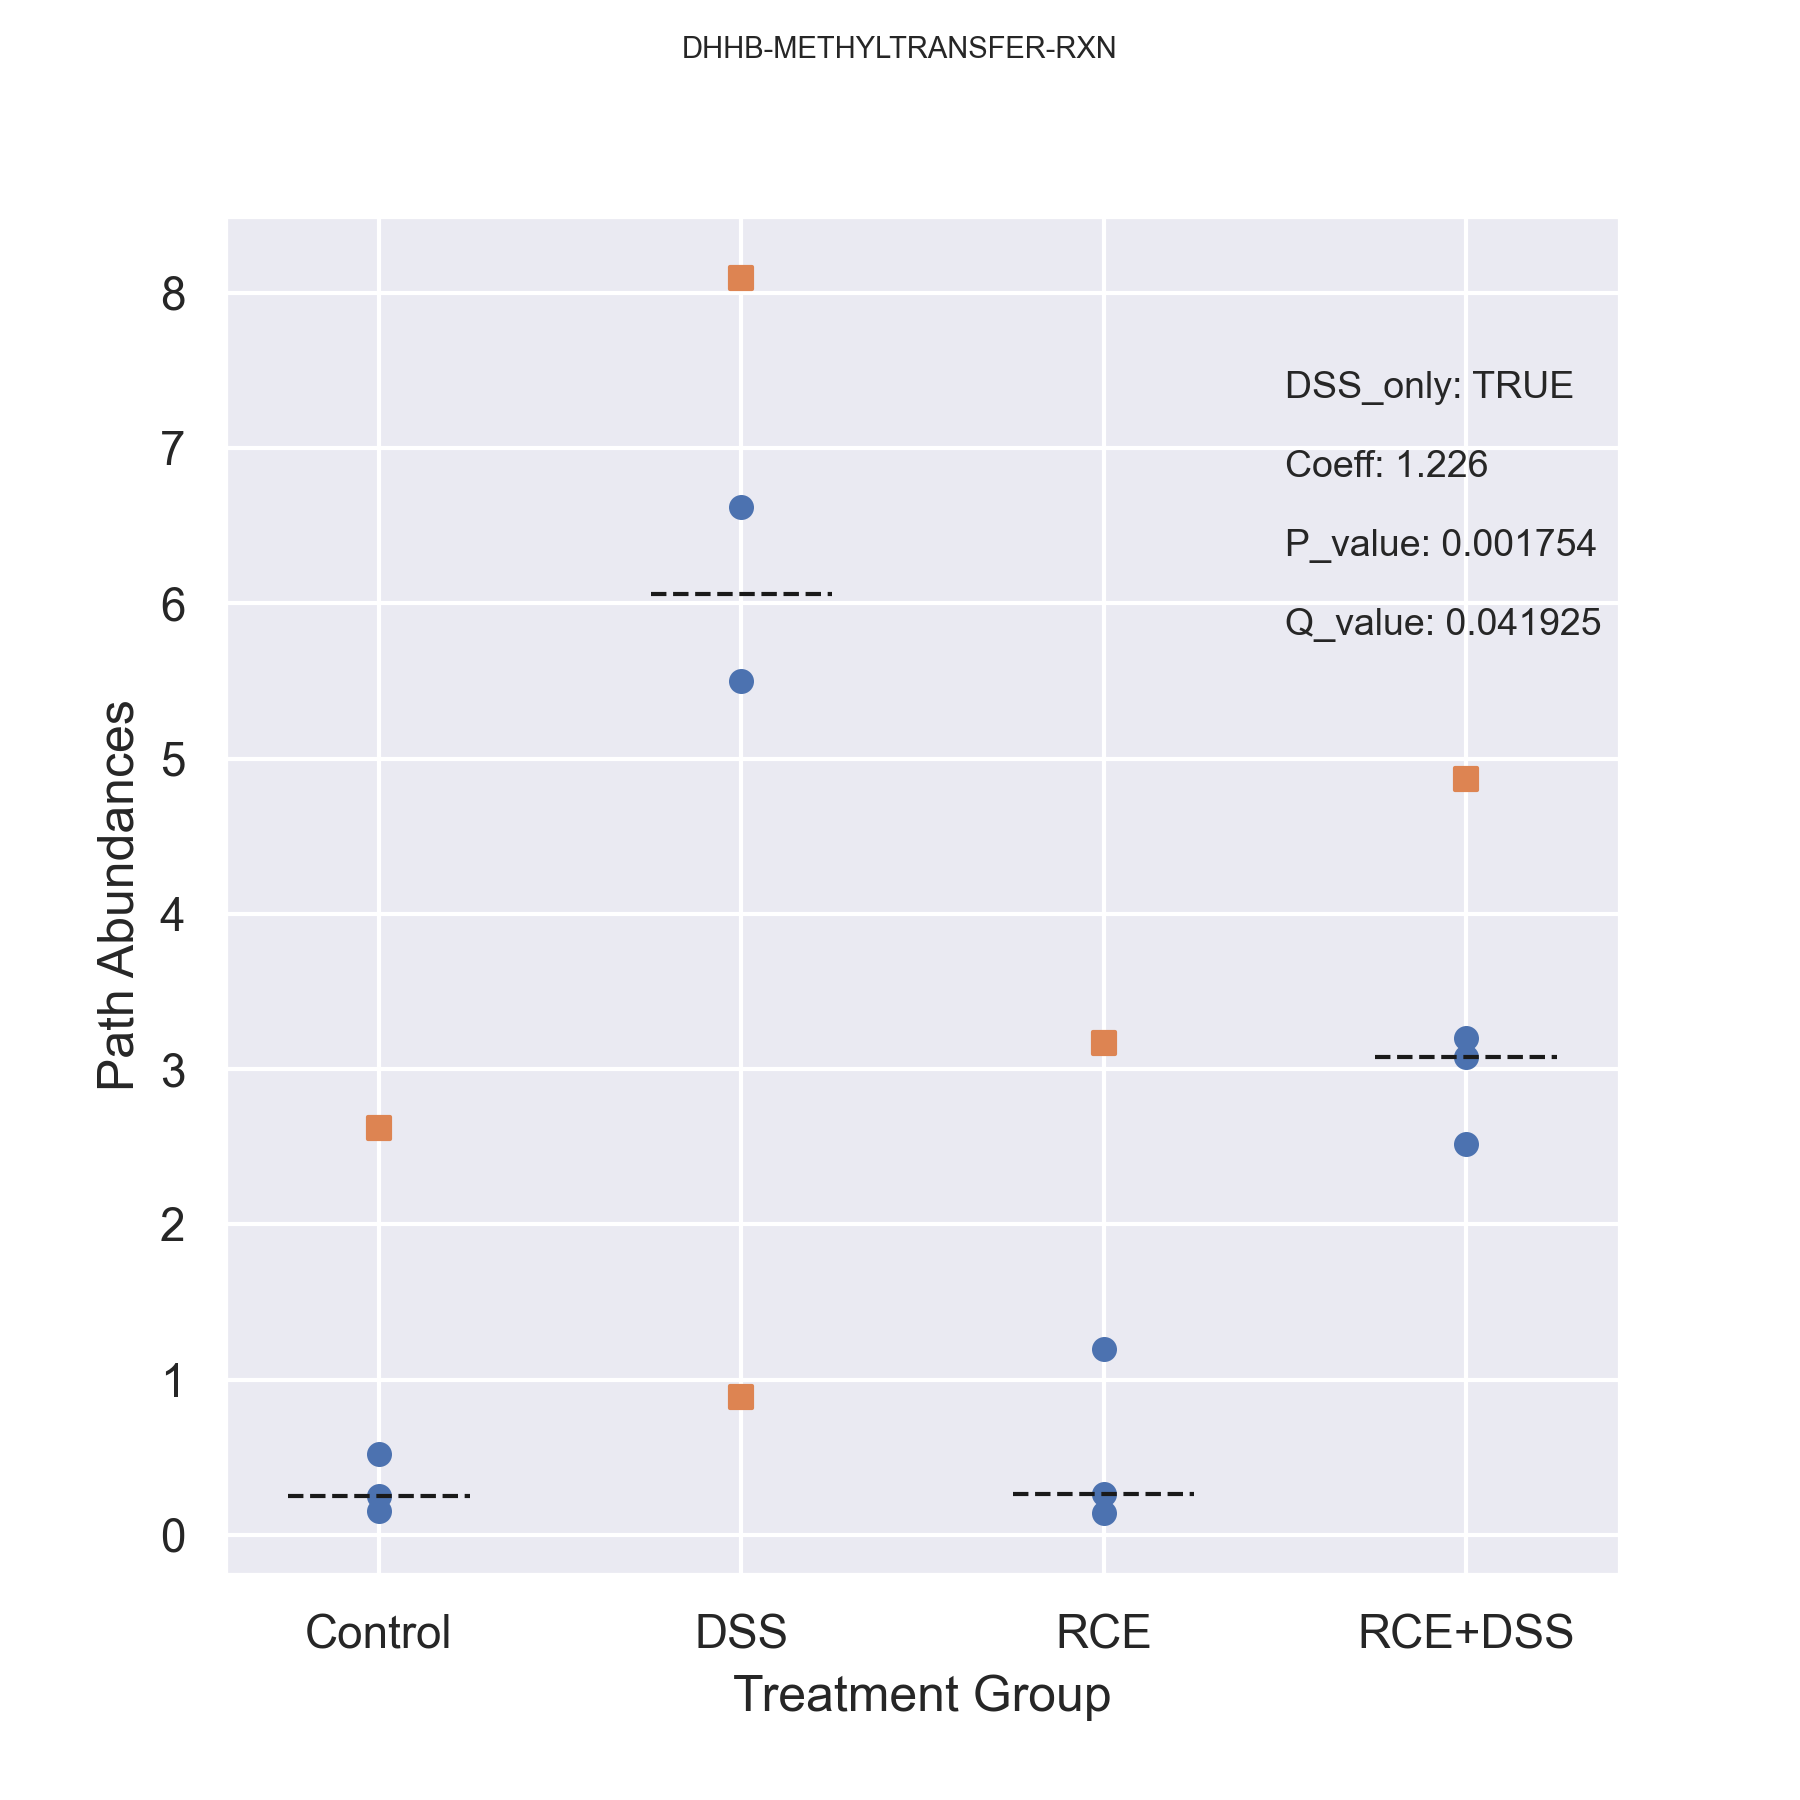 DHHB-METHYLTRANSFER-RXN
8
7
6
5
4
3
2
1
0
Path Abundances
DSS_only: TRUE
Coeff: 1.226
P_value: 0.001754
Q_value: 0.041925
Control
DSS
RCE
RCE+DSS
Treatment Group